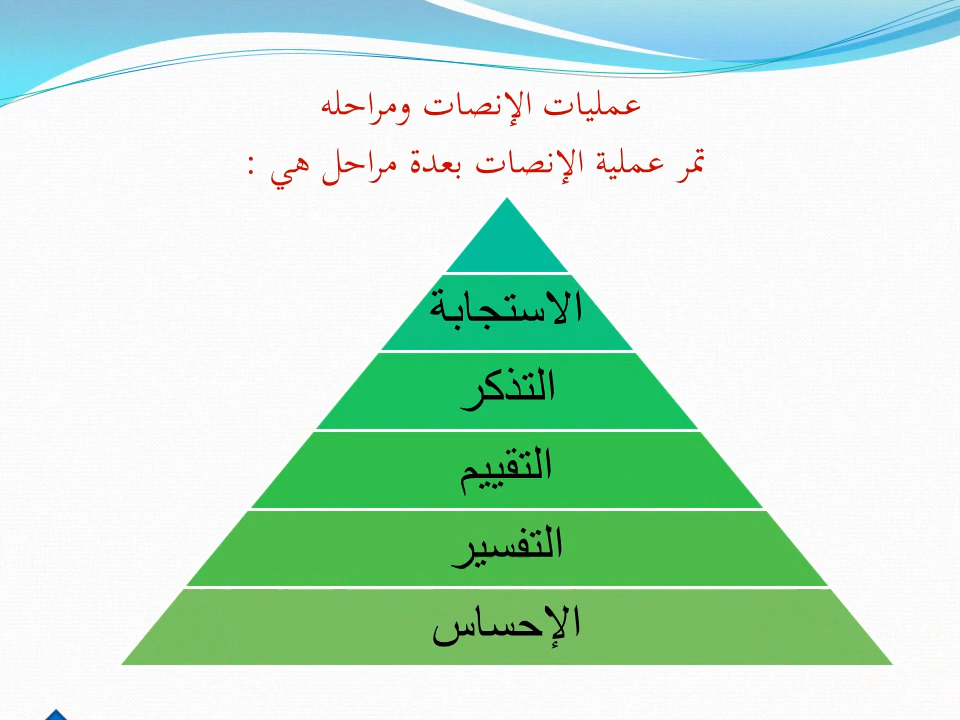 عمليات الإنصات ومراحله
تمر عملية الإنصات بعدة مراحل هي :
الاستجابة
التذكر
التقييم
التفسير
الإحساس